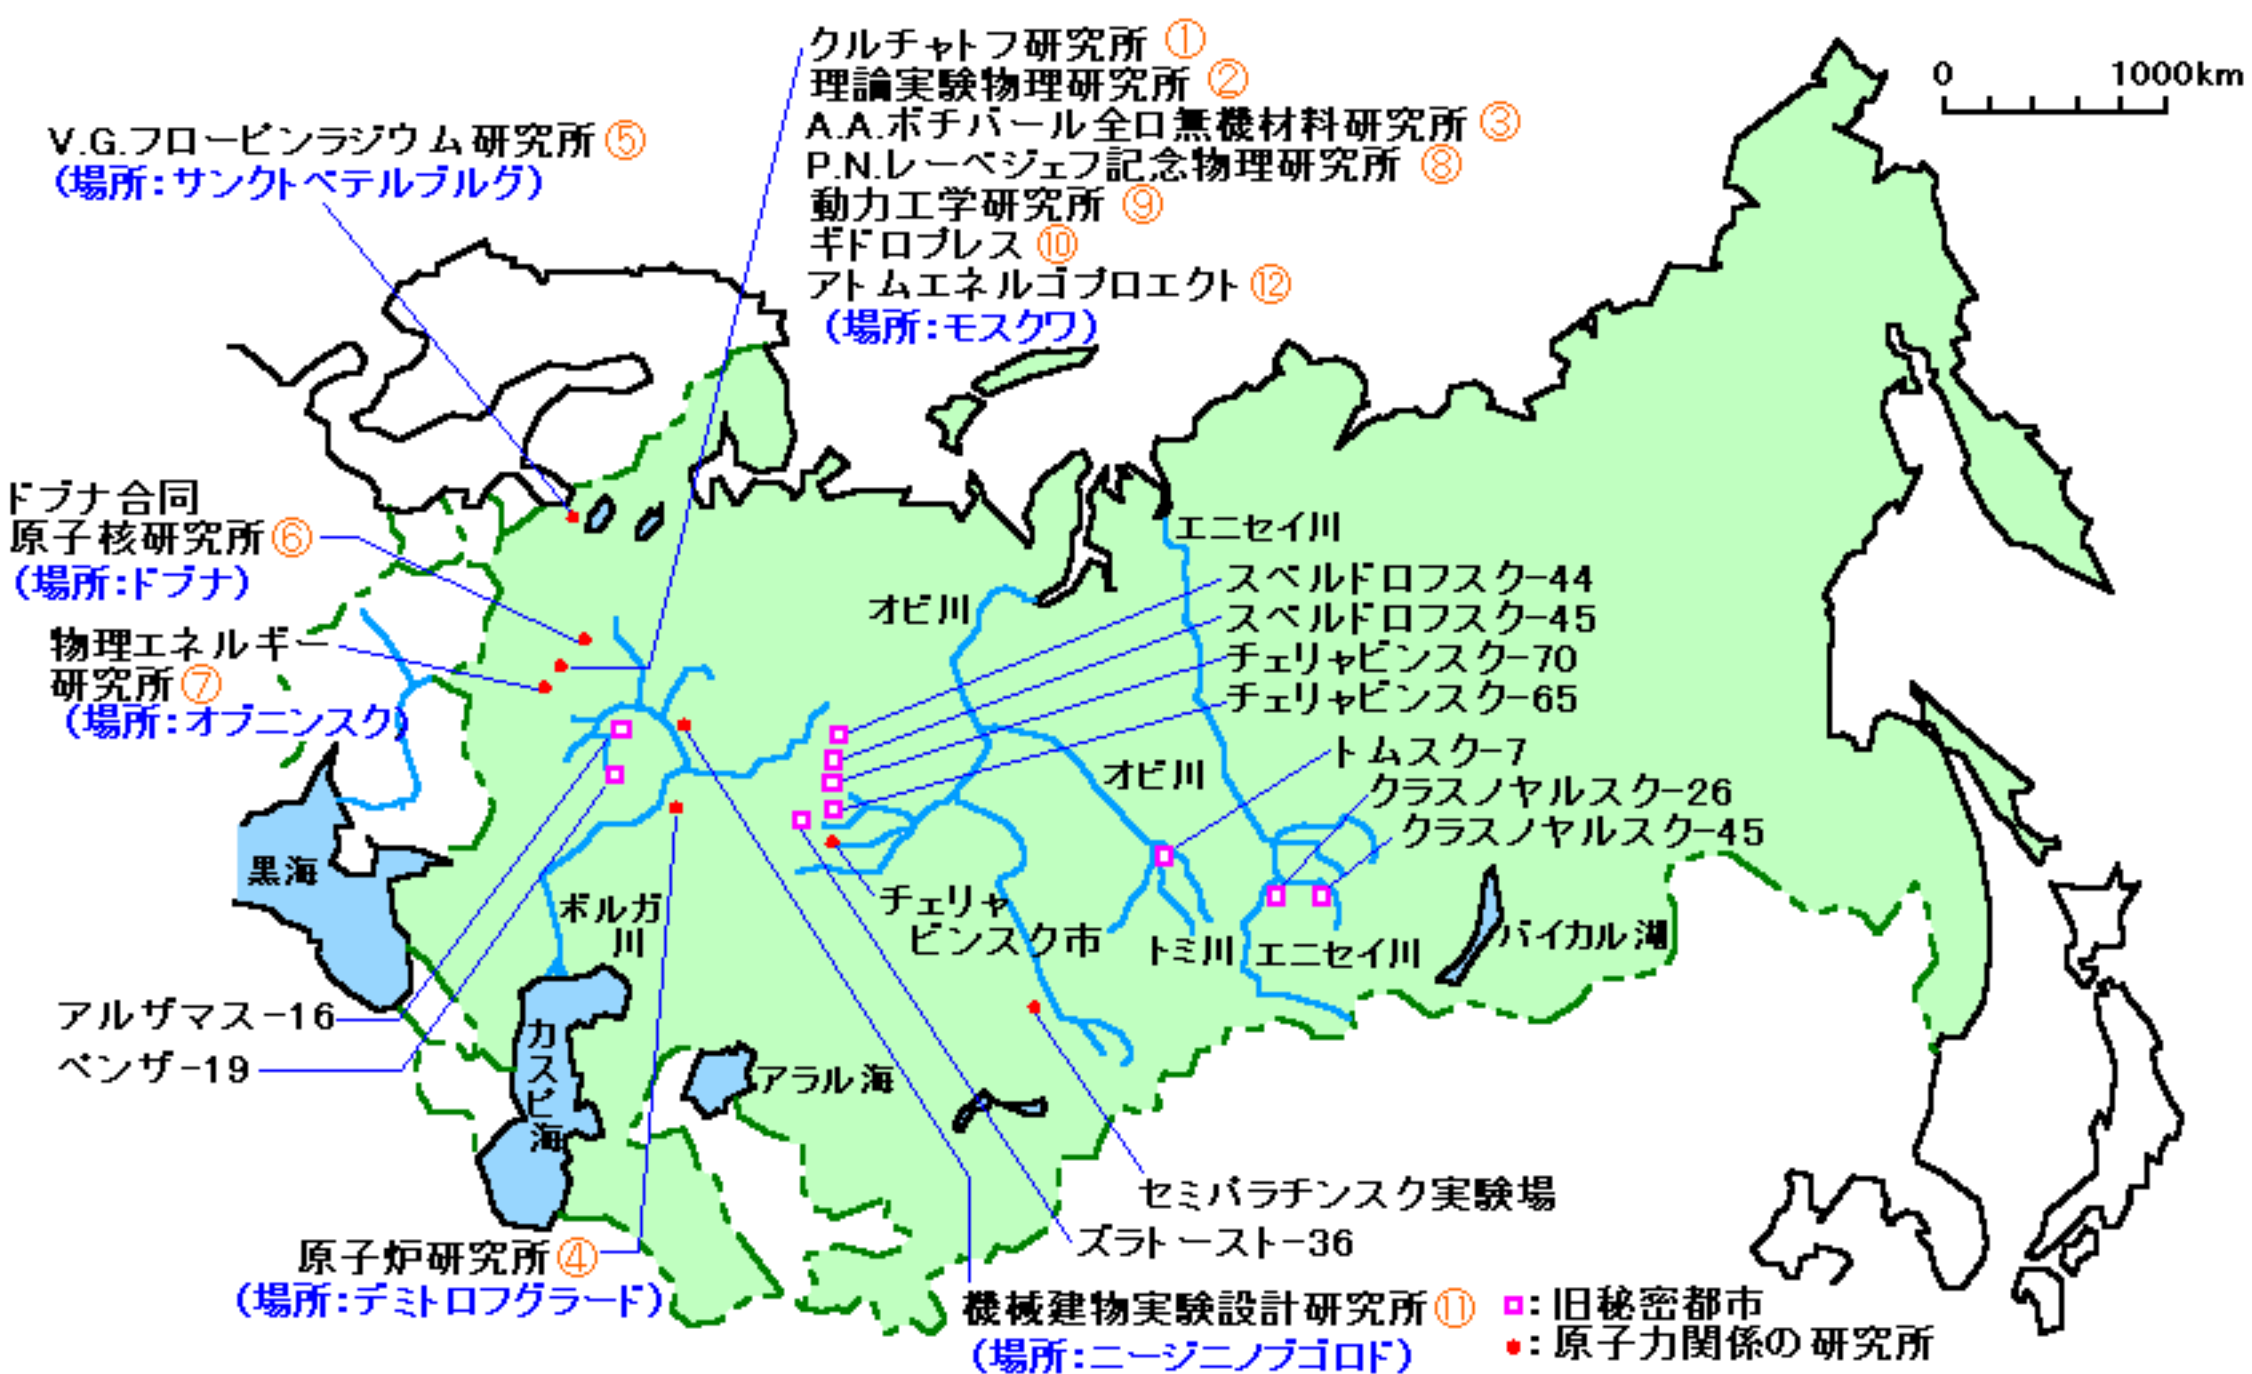 クルチャトフ研究所 ①
理論実験物理研究所 ②
A.A.ボチバール全ロ無機材料研究所 ③
P.N.レーベジェフ記念物理研究所 ⑧
動力工学研究所 ⑨
ギドロプレス ⑩
アトムエネルゴプロエクト ⑫
(場所:モスクワ)
0 1000km
V.G.フローピンラジウム研究所 ⑤
(場所:サンクトペテルブルグ)
ドブナ合同
原子核研究所 ⑥
(場所:ドブナ)
物理エネルギー
研究所 ⑦
(場所:オブニンスク)
エニセイ川
オビ川
スベルドロフスク-44
スベルドロフスク-45
チェリャビンスク-70
チェリャビンスク-65
トムスク-7
オビ川
クラスノヤルスク-26
クラスノヤルスク-45
黒海
ボルガ
川
チェリャ
ビンスク市
トミ川
エニセイ川
バイカル湖
アルザマス-16
ペンザ-19
カスピ海
アラル海
セミパラチンスク実験場
ズラトースト-36
原子炉研究所 ④
(場所:デミトロフグラード)
機械建物実験設計研究所 ⑪
(場所:ニージニノブゴロド)
:旧秘密都市
:原子力関係の研究所